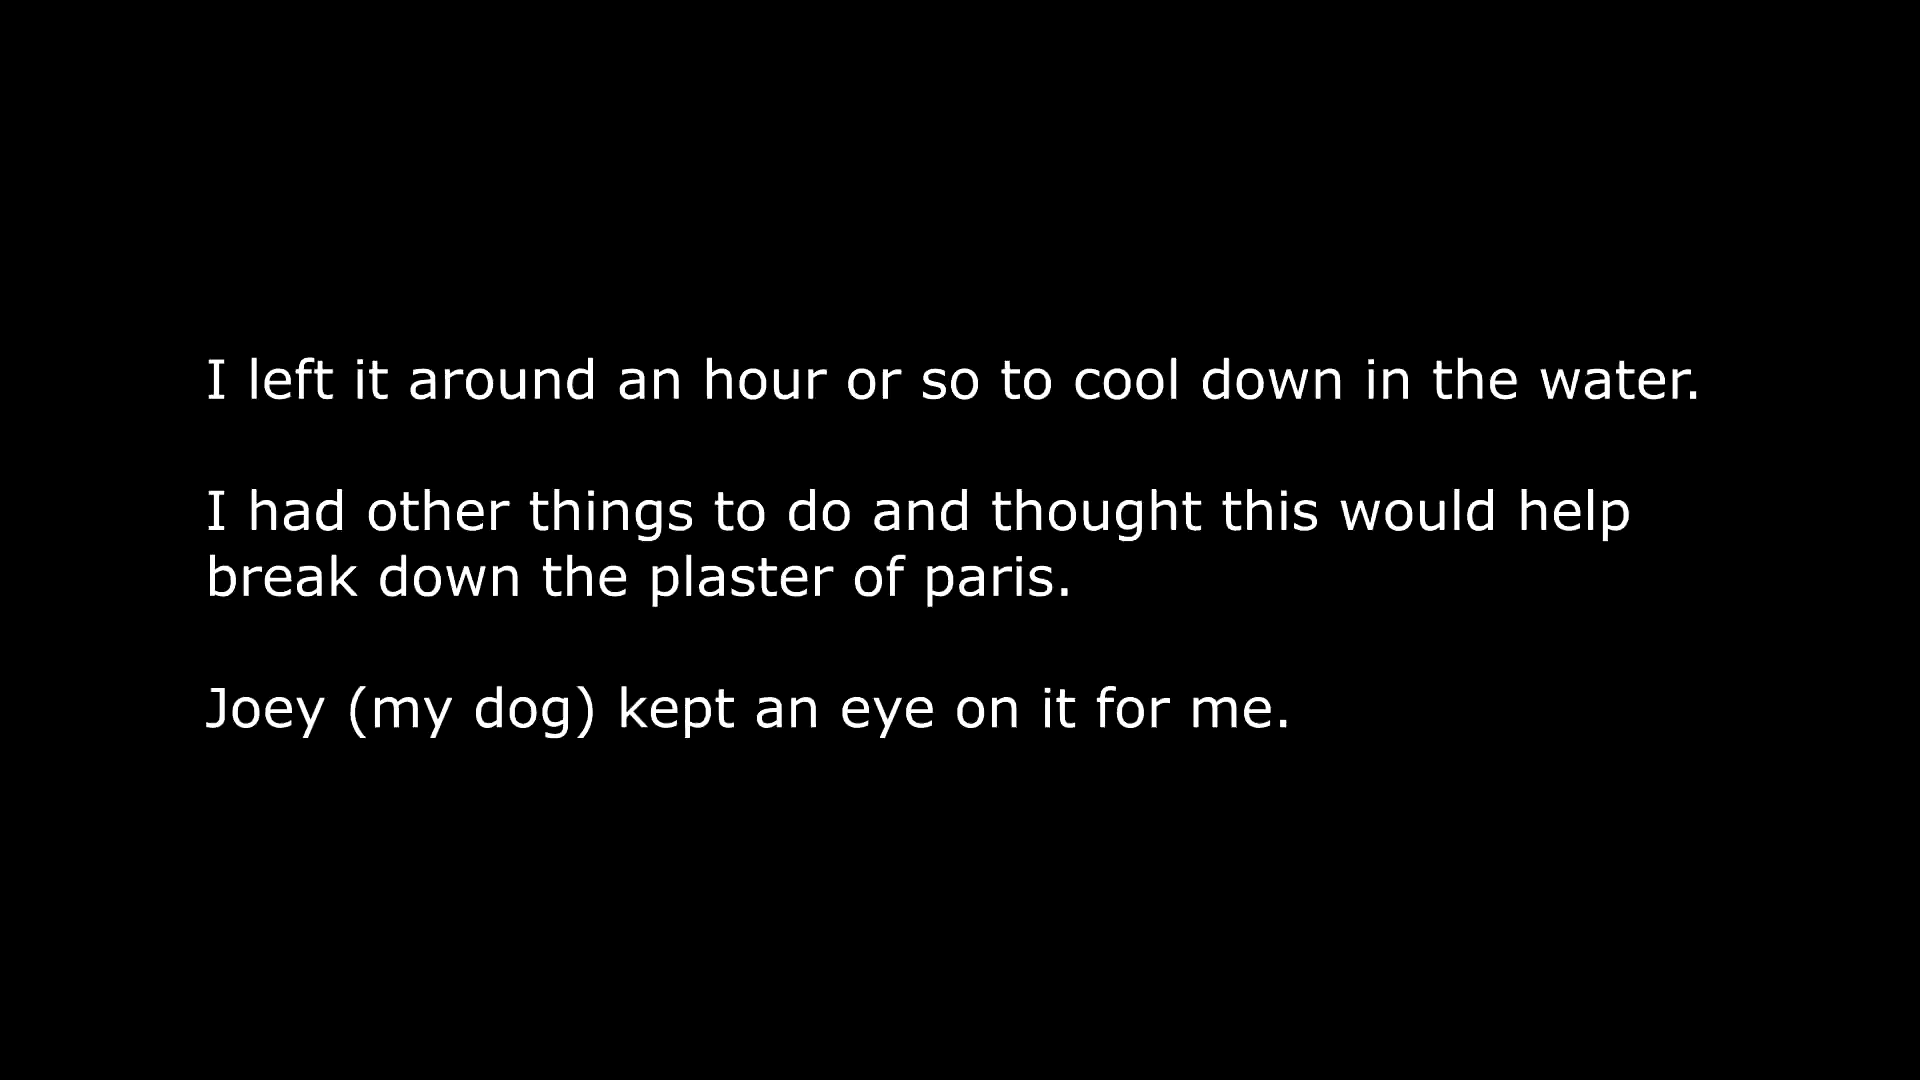 I left it around an hour or so to cool down in the water.
I had other things to do and thought this would help
break down the plaster of paris.
Joey (my dog) kept an eye on it for me.